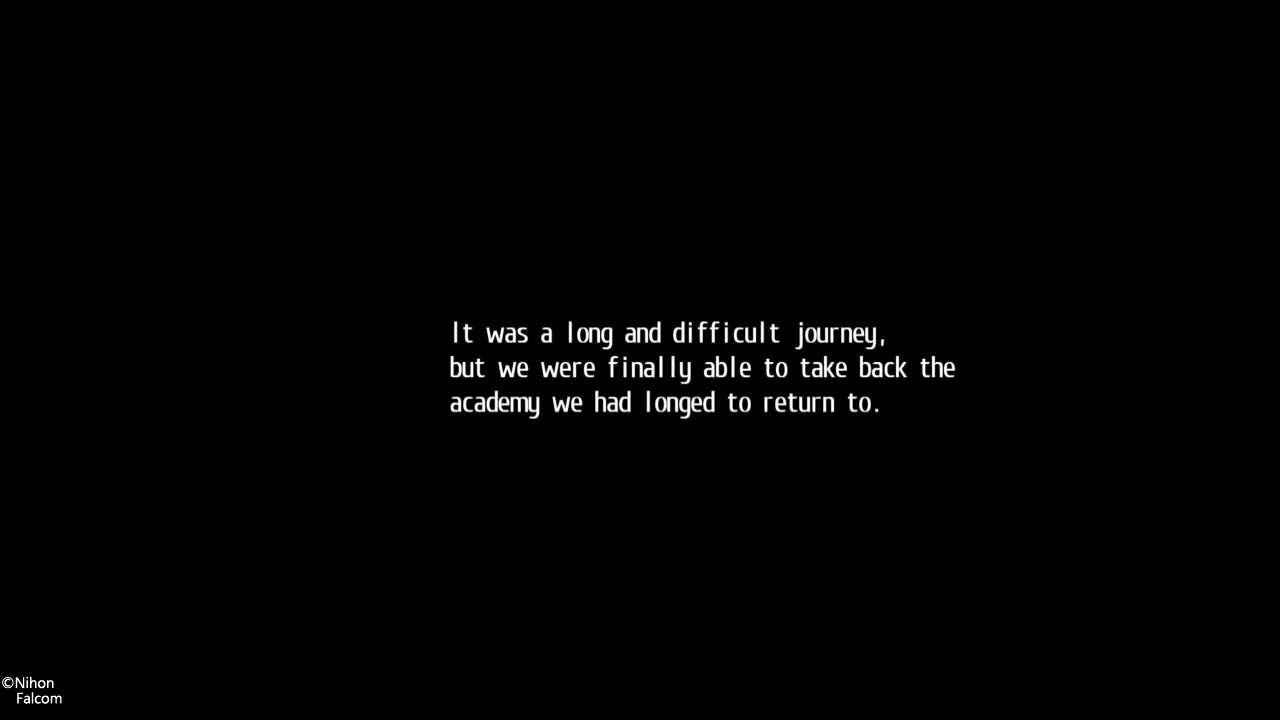 It was a long and difficult journey,
but we were finally able to take back the
academy we had longed to return to.
©Nihon
Falcom